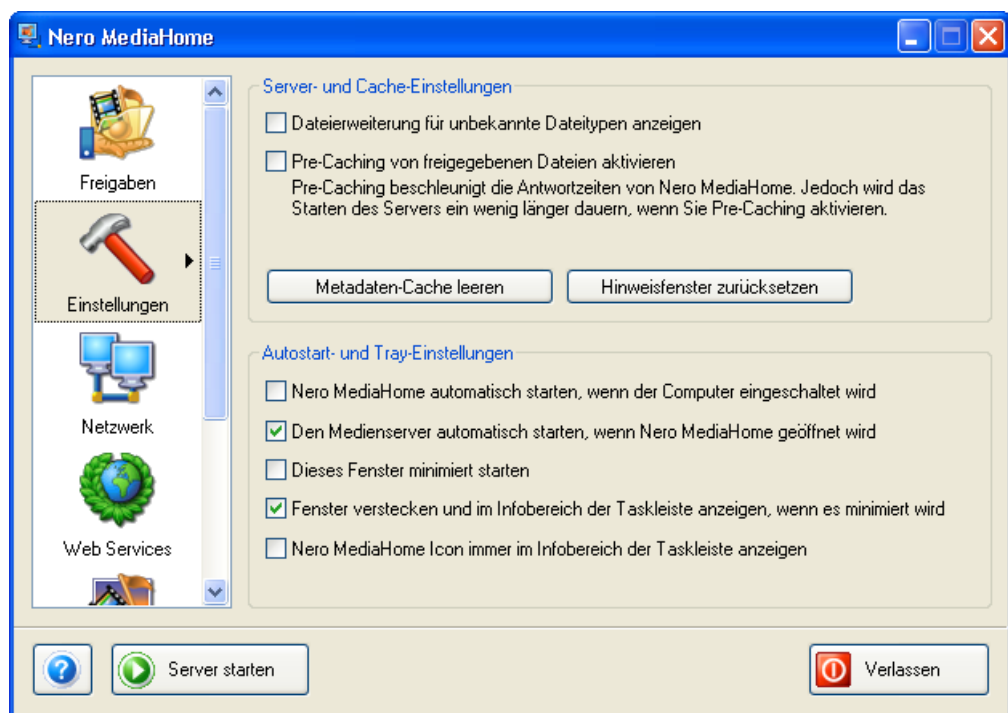 Nero MediaHome
Freigaben
Einstellungen
Netzwerk
Web Services
Server- und Cache-Einstellungen
Dateierweiterung für unbekannte Dateitypen anzeigen
Pre-Caching von freigegebenen Dateien aktivieren
Pre-Caching beschleunigt die Antwortzeiten von Nero MediaHome. Jedoch wird das
Starten des Servers ein wenig länger dauern, wenn Sie Pre-Caching aktivieren.
Metadaten-Cache leeren
Hinweisfenster zurücksetzen
Autostart- und Tray-Einstellungen
Nero MediaHome automatisch starten, wenn der Computer eingeschaltet wird
Den Medienserver automatisch starten, wenn Nero MediaHome geöffnet wird
Dieses Fenster minimiert starten
Fenster verstecken und im Infobereich der Taskleiste anzeigen, wenn es minimiert wird
Nero MediaHome Icon immer im Infobereich der Taskleiste anzeigen
Server starten
Verlassen